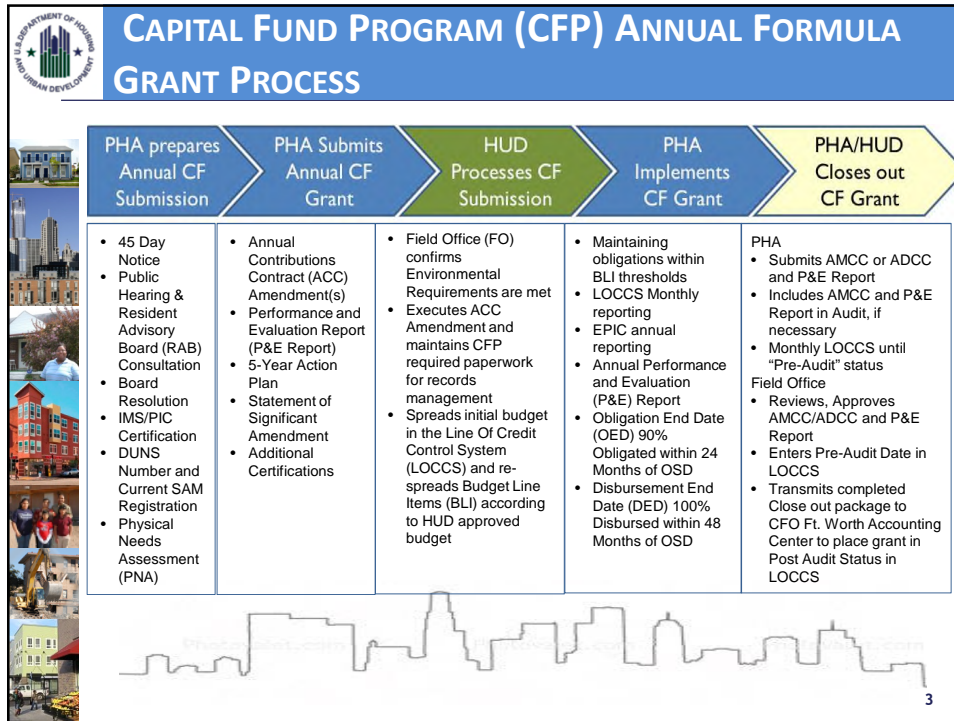 U.S. DEPARTMENT OF HOUSING
AND URBAN DEVELOPMENT
CAPITAL FUND PROGRAM (CFP) ANNUAL FORMULA
GRANT PROCESS
PHA prepares
Annual CF
Submission
PHA Submits
Annual CF
Grant
HUD
Processes CF
Submission
PHA
Implements
CF Grant
PHA/HUD
Closes out
CF Grant
• 45 Day
Notice
• Public
Hearing &
Resident
Advisory
Board (RAB)
Consultation
• Board
Resolution
• IMS/PIC
Certification
• DUNS
Number and
Current SAM
Registration
• Physical
Needs
Assessment
(PNA)
• Annual
Contributions
Contract (ACC)
Amendment(s)
• Performance and
Evaluation Report
(P&E Report)
• 5-Year Action
Plan
• Statement of
Significant
Amendment
• Additional
Certifications
• Field Office (FO)
confirms
Environmental
Requirements are met
• Executes ACC
Amendment and
maintains CFP
required paperwork
for records
management
• Spreads initial budget
in the Line Of Credit
Control System
(LOCCS) and re-
spreads Budget Line
Items (BLI) according
to HUD approved
budget
• Maintaining
obligations within
BLI thresholds
• LOCCS Monthly
reporting
• EPIC annual
reporting
• Annual Performance
and Evaluation
(P&E) Report
• Obligation End Date
(OED) 90%
Obligated within 24
Months of OSD
• Disbursement End
Date (DED) 100%
Disbursed within 48
Months of OSD
PHA
• Submits AMCC or ADCC
and P&E Report
• Includes AMCC and P&E
Report in Audit, if
necessary
• Monthly LOCCS until
“Pre-Audit” status
Field Office
• Reviews, Approves
AMCC/ADCC and P&E
Report
• Enters Pre-Audit Date in
LOCCS
• Transmits completed
Close out package to
CFO Ft. Worth Accounting
Center to place grant in
Post Audit Status in
LOCCS
3